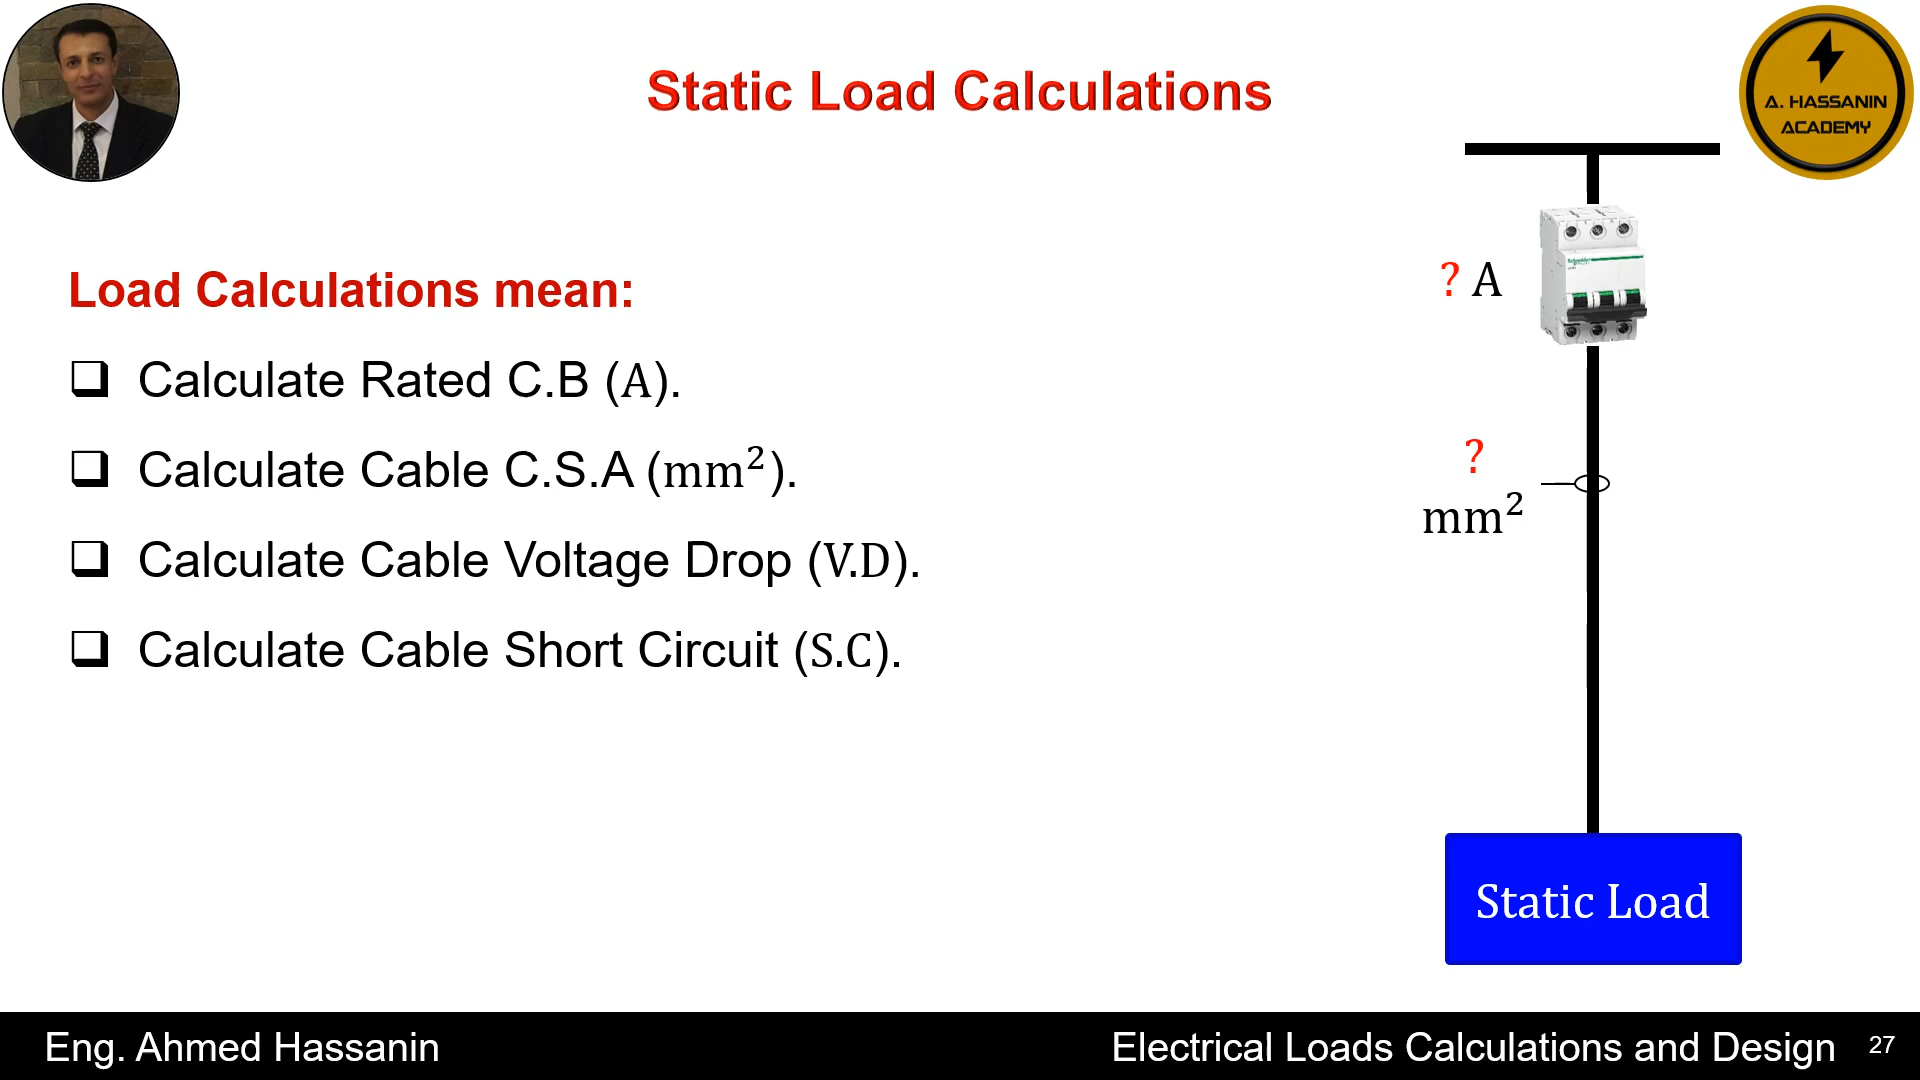 Static Load Calculations
A. HASSANIN
ACADEMY
Load Calculations mean:
❑ Calculate Rated C.B (A).
❑ Calculate Cable C.S.A (mm²).
❑ Calculate Cable Voltage Drop (V.D).
❑ Calculate Cable Short Circuit (S.C).
? A
Schneider
?
mm²
Static Load
Eng. Ahmed Hassanin
Electrical Loads Calculations and Design 27